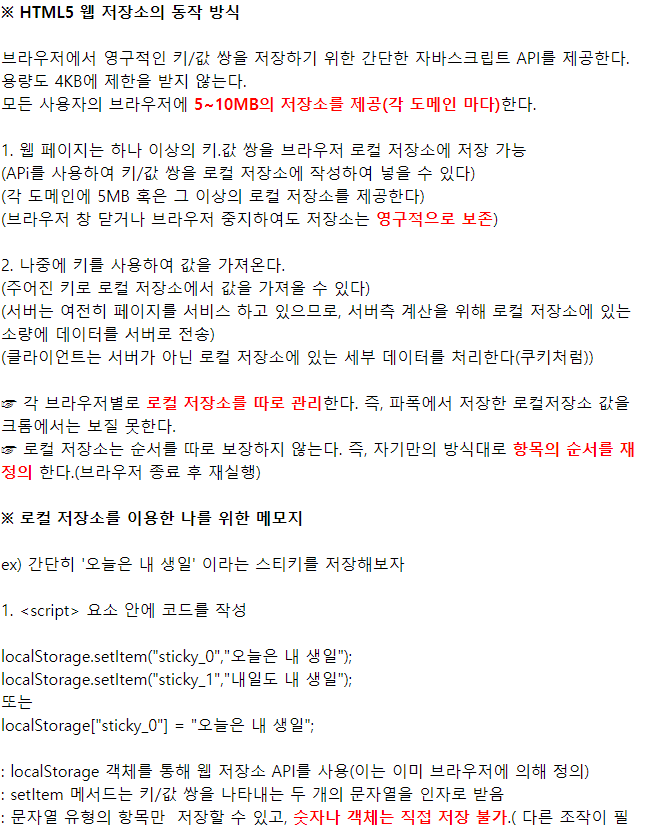 ※ HTML5 웹 저장소의 동작 방식
브라우저에서 영구적인 키/값 쌍을 저장하기 위한 간단한 자바스크립트 API를 제공한다.
용량도 4KB에 제한을 받지 않는다.
모든 사용자의 브라우저에 5~10MB의 저장소를 제공(각 도메인 마다)한다.
1. 웹 페이지는 하나 이상의 키.값 쌍을 브라우저 로컬 저장소에 저장 가능
(APi를 사용하여 키/값 쌍을 로컬 저장소에 작성하여 넣을 수 있다)
(각 도메인에 5MB 혹은 그 이상의 로컬 저장소를 제공한다)
(브라우저 창 닫거나 브라우저 중지하여도 저장소는 영구적으로 보존)
2. 나중에 키를 사용하여 값을 가져온다.
(주어진 키로 로컬 저장소에서 값을 가져올 수 있다)
(서버는 여전히 페이지를 서비스 하고 있으므로, 서버측 계산을 위해 로컬 저장소에 있는
소량에 데이터를 서버로 전송)
(클라이언트는 서버가 아닌 로컬 저장소에 있는 세부 데이터를 처리한다(쿠키처럼))
☞ 각 브라우저별로 로컬 저장소를 따로 관리한다. 즉, 파폭에서 저장한 로컬저장소 값을
크롬에서는 보질 못한다.
☞ 로컬 저장소는 순서를 따로 보장하지 않는다. 즉, 자기만의 방식대로 항목의 순서를 재
정의 한다.(브라우저 종료 후 재실행)
※ 로컬 저장소를 이용한 나를 위한 메모지
ex) 간단히 '오늘은 내 생일' 이라는 스티키를 저장해보자
1. <script> 요소 안에 코드를 작성
localStorage.setItem("sticky_0","오늘은 내 생일");
localStorage.setItem("sticky_1","내일도 내 생일");
또는
localStorage["sticky_0"] = "오늘은 내 생일";
: localStorage 객체를 통해 웹 저장소 API를 사용(이는 이미 브라우저에 의해 정의)
: setItem 메서드는 키/값 쌍을 나타내는 두 개의 문자열을 인자로 받음
: 문자열 유형의 항목만  저장할 수 있고, 숫자나 객체는 직접 저장 불가.( 다른 조작이 필